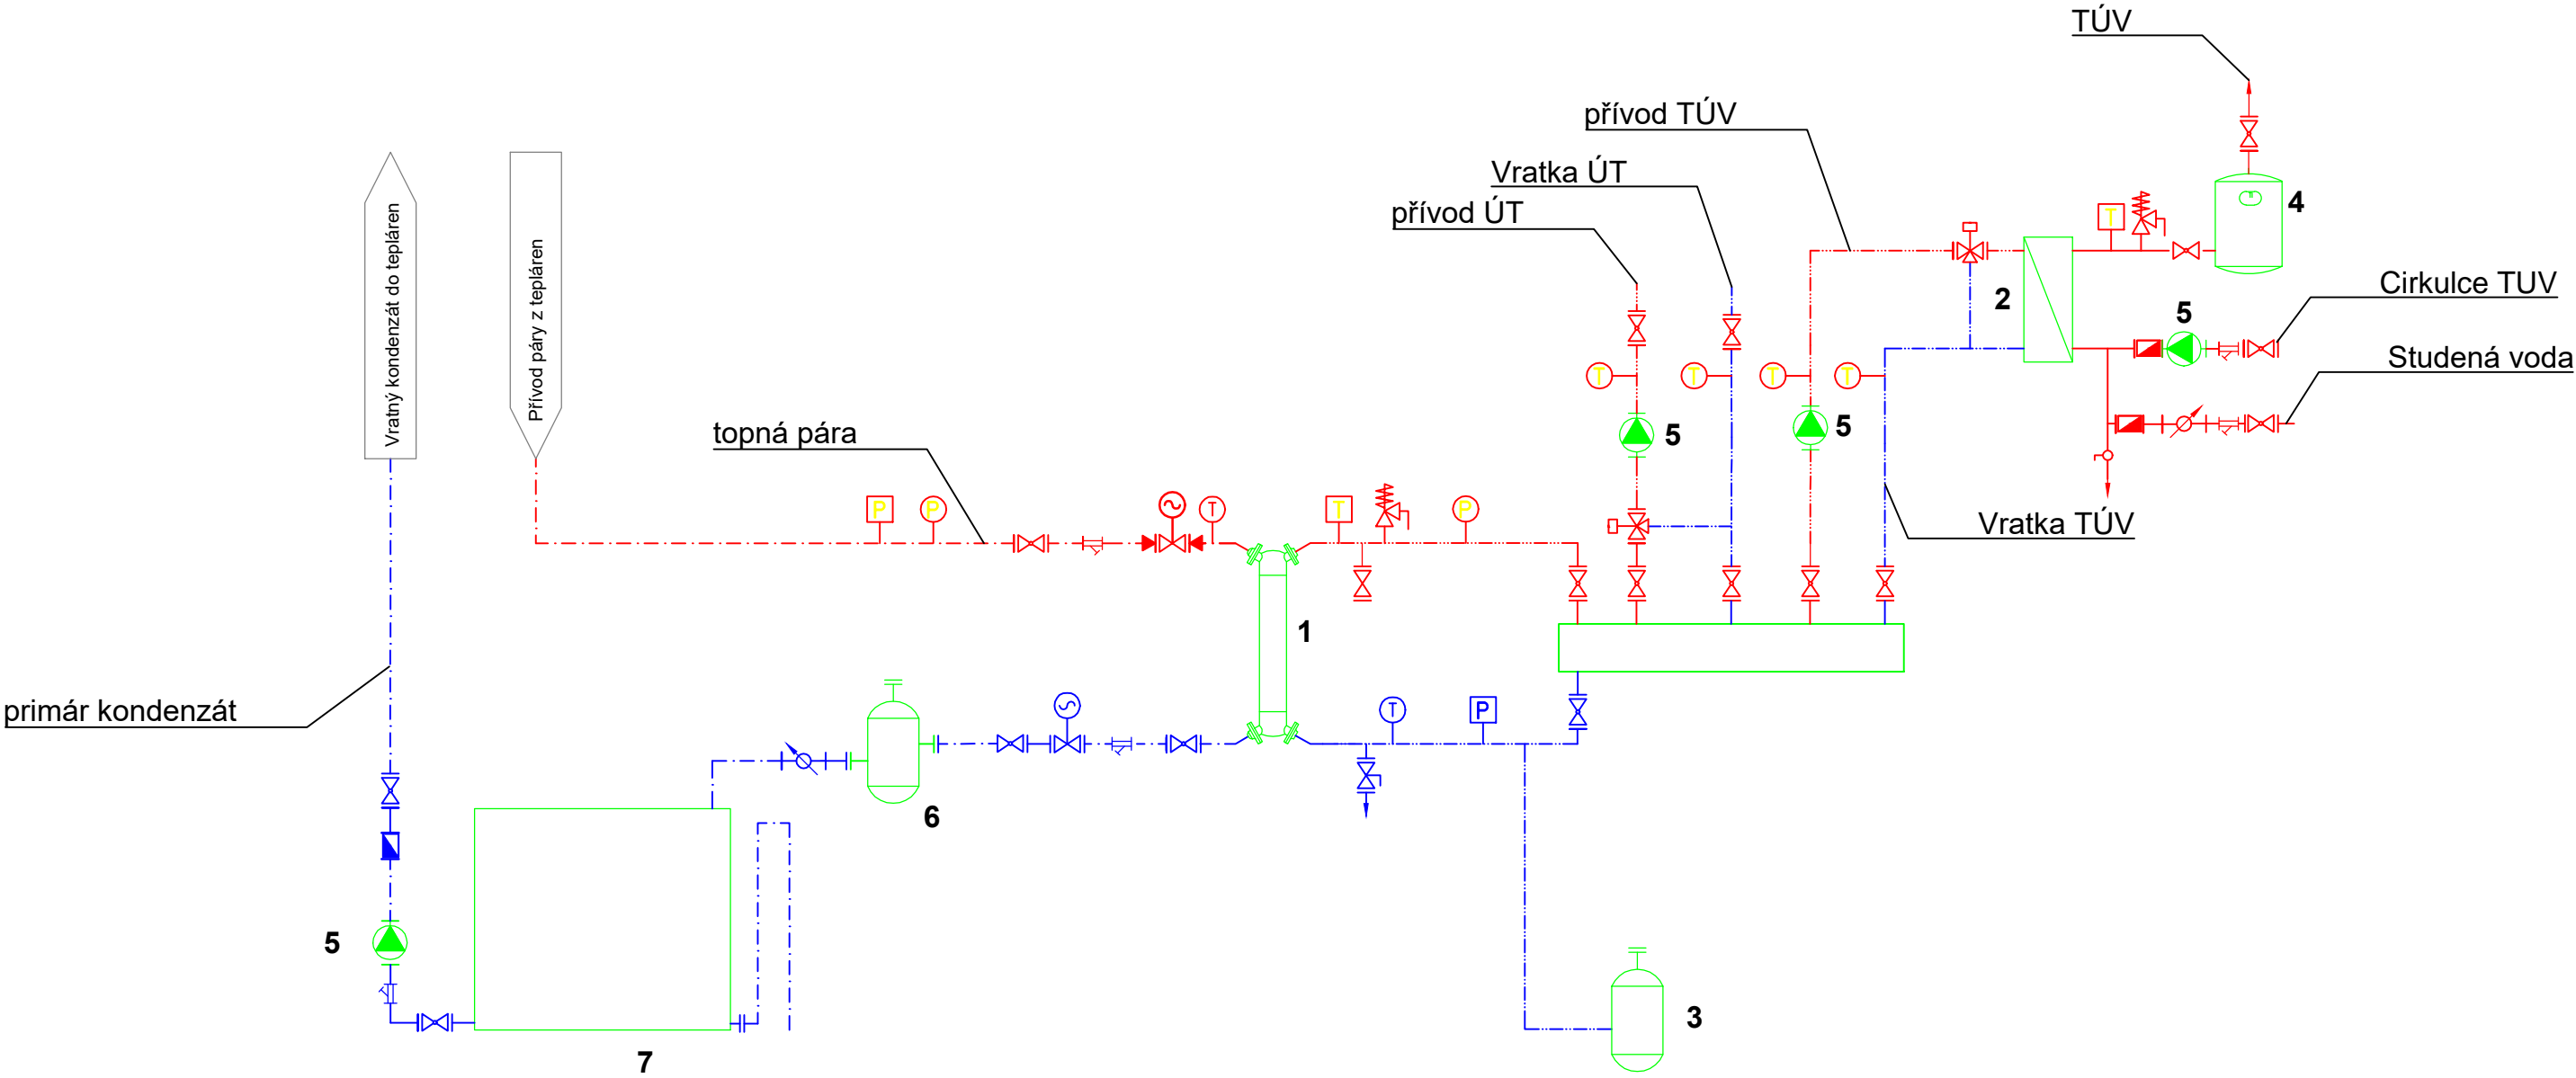 TÚV
přívod TÚV
Vratka ÚT
přívod ÚT
4
Vratný kondenzát do tepláren
Přívod páry z tepláren
T
2
Cirkulce TUV
5
Studená voda
T
T
T
T
topná pára
5
5
P
P
T
T
P
Vratka TÚV
1
primár kondenzát
T
P
6
5
3
7